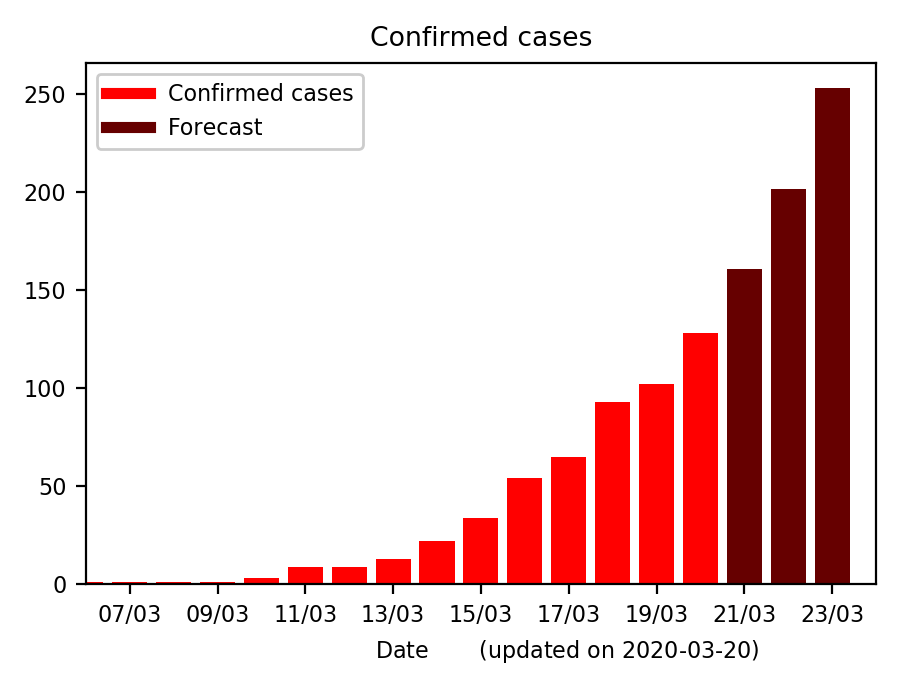 Confirmed cases
Confirmed cases
Forecast
250
200
150
100
50
0
07/03 09/03 11/03 13/03 15/03 17/03 19/03 21/03 23/03
Date (updated on 2020-03-20)